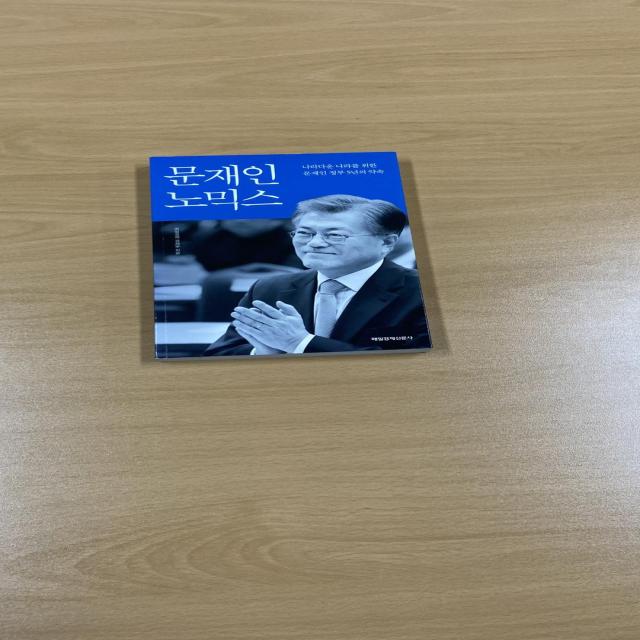 문재인
노믹스
나라다운 나라를 위한
문재인 정부 5년의 약속
매일경제신문사